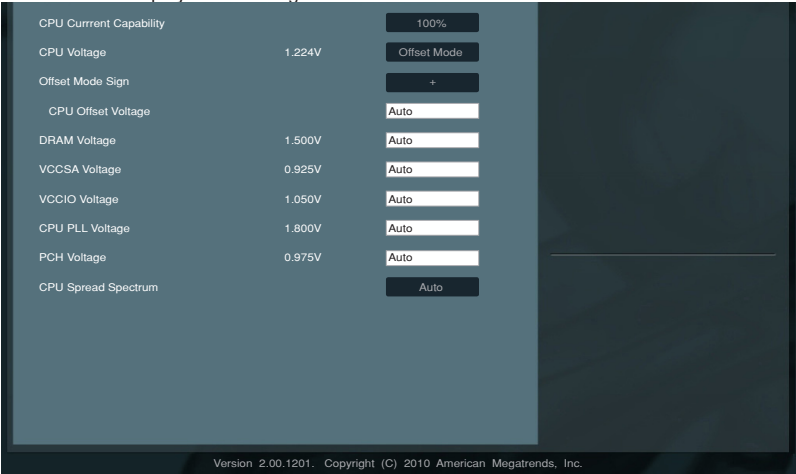 CPU Currrent Capability 100%
CPU Voltage 1.224V Offset Mode
Offset Mode Sign +
CPU Offset Voltage Auto
DRAM Voltage 1.500V Auto
VCCSA Voltage 0.925V Auto
VCCIO Voltage 1.050V Auto
CPU PLL Voltage 1.800V Auto
PCH Voltage 0.975V Auto
CPU Spread Spectrum Auto
Version 2.00.1201. Copyright (C) 2010 American Megatrends, Inc.